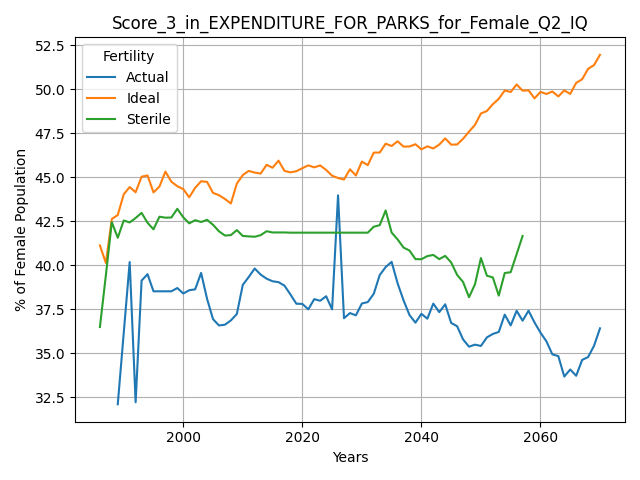 Score_3_in_EXPENDITURE_FOR_PARKS_for_Female_Q2_IQ
Fertility
Actual
Ideal
Sterile
% of Female Population
52.5
50.0
47.5
45.0
42.5
40.0
37.5
35.0
32.5
2000 2020 2040 2060
Years